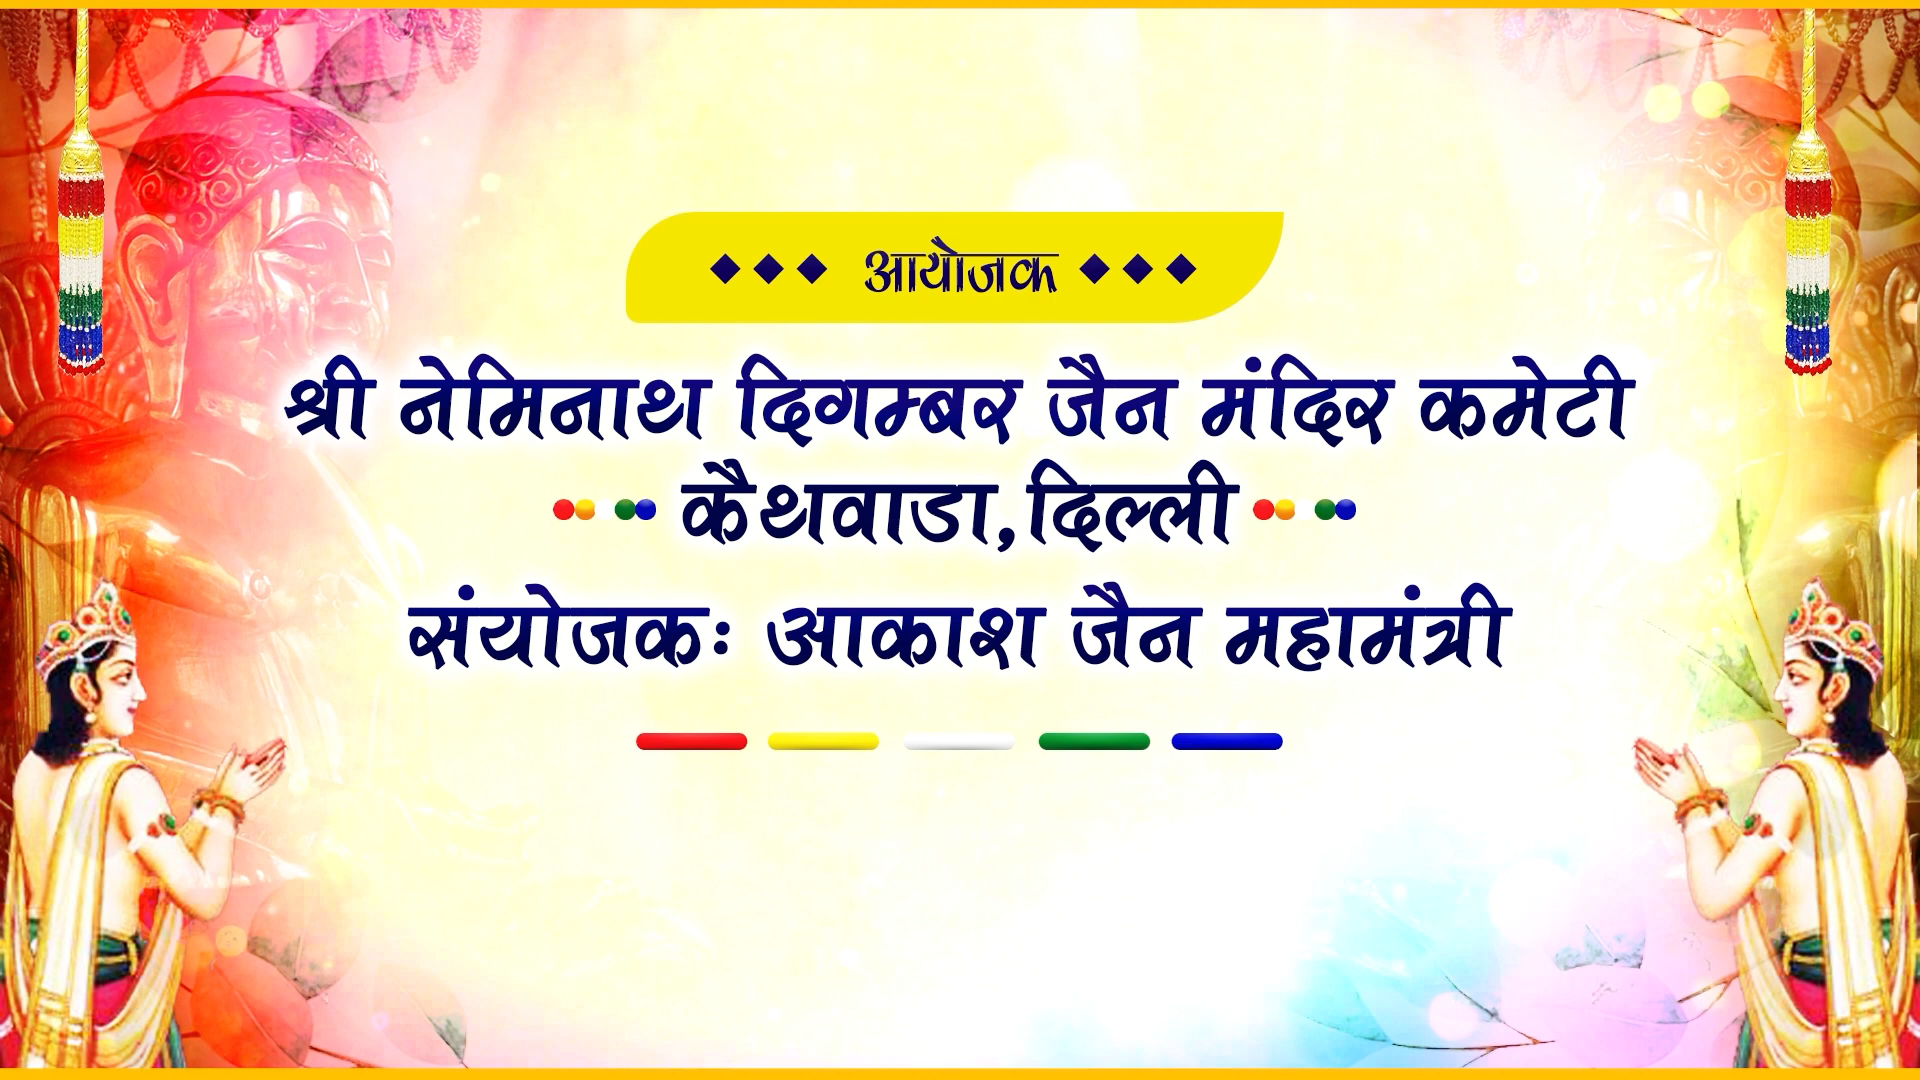 आयोजक
श्री नेमिनाथ दिगम्बर जैन मंदिर कमेटी
कैथवाडा,दिल्ली
संयोजकः आकाश जैन महामंत्री